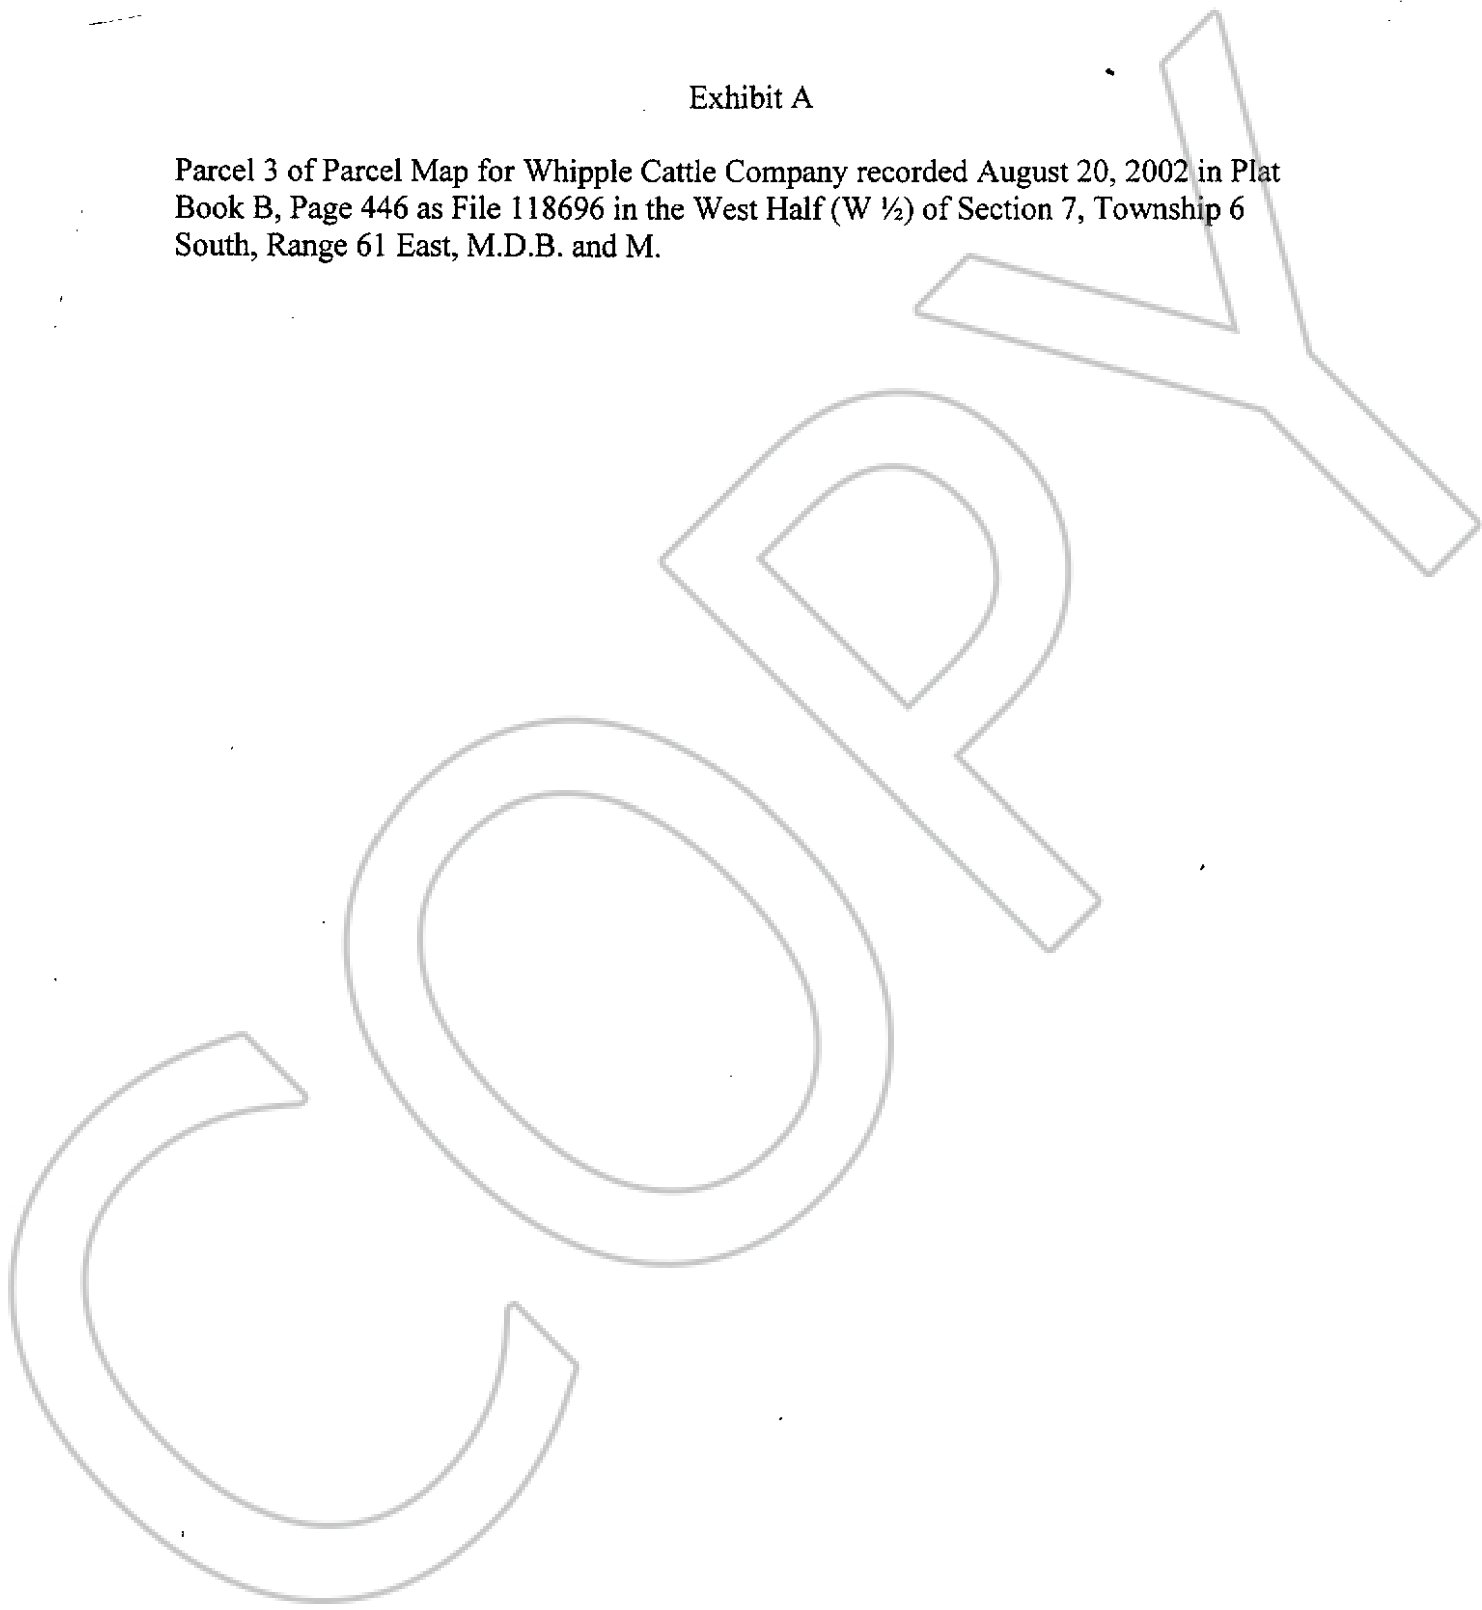 Exhibit A
Parcel 3 of Parcel Map for Whipple Cattle Company recorded August 20, 2002 in Plat
Book B, Page 446 as File 118696 in the West Half (W ½) of Section 7, Township 6
South, Range 61 East, M.D.B. and M.
COPY